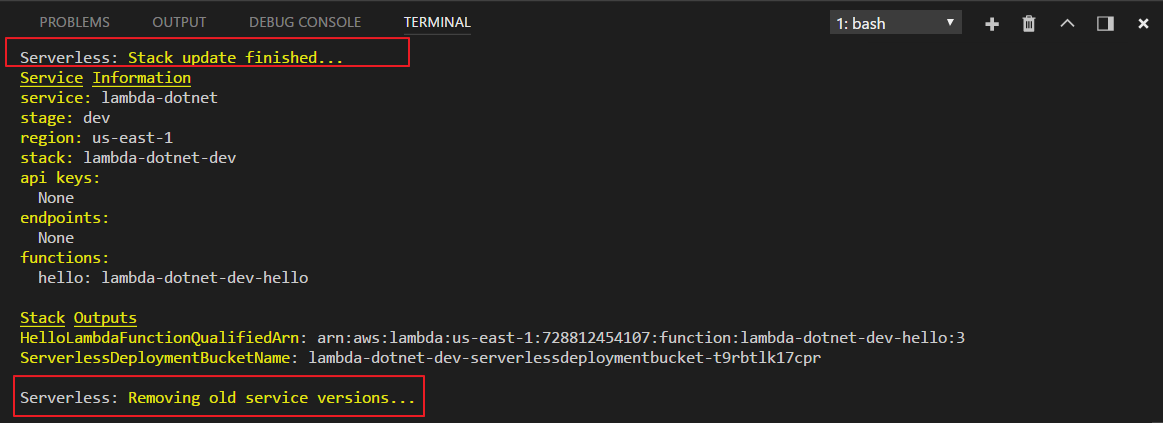 PROBLEMS OUTPUT DEBUG CONSOLE TERMINAL 1: bash
Serverless: Stack update finished...
Service Information
service: lambda-dotnet
stage: dev
region: us-east-1
stack: lambda-dotnet-dev
api keys:
None
endpoints:
None
functions:
hello: lambda-dotnet-dev-hello
Stack Outputs
HelloLambdaFunctionQualifiedArn: arn:aws:lambda:us-east-1:728812454107:function:lambda-dotnet-dev-hello:3
ServerlessDeploymentBucketName: lambda-dotnet-dev-serverlessdeploymentbucket-t9rbtlk17cpr
Serverless: Removing old service versions...